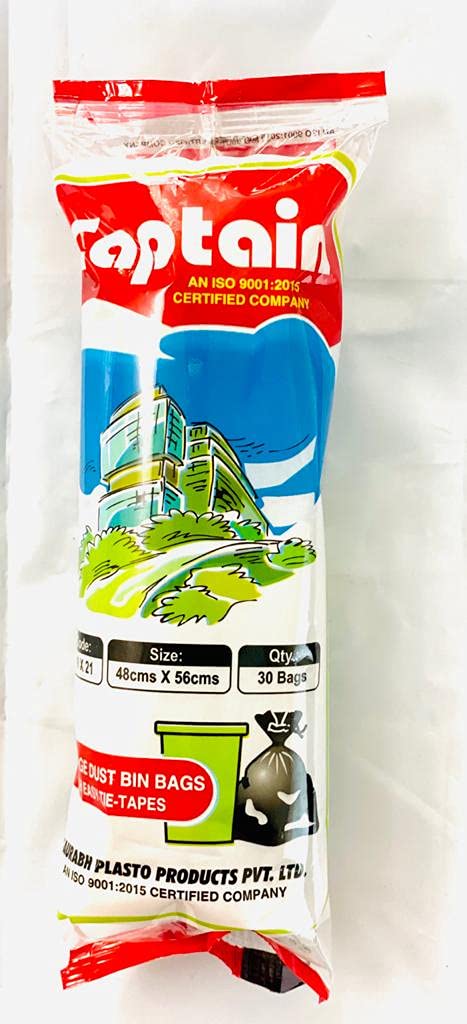 Captain
AN ISO 9001:2015
CERTIFIED COMPANY
Size:
48cms X 56cms
X 21
30 Bags
DUST BIN BAGS
TIE-TAPES
PLASTO PRODUCTS PVT. LTD.
AN ISO 9001:2015 CERTIFIED COMPANY